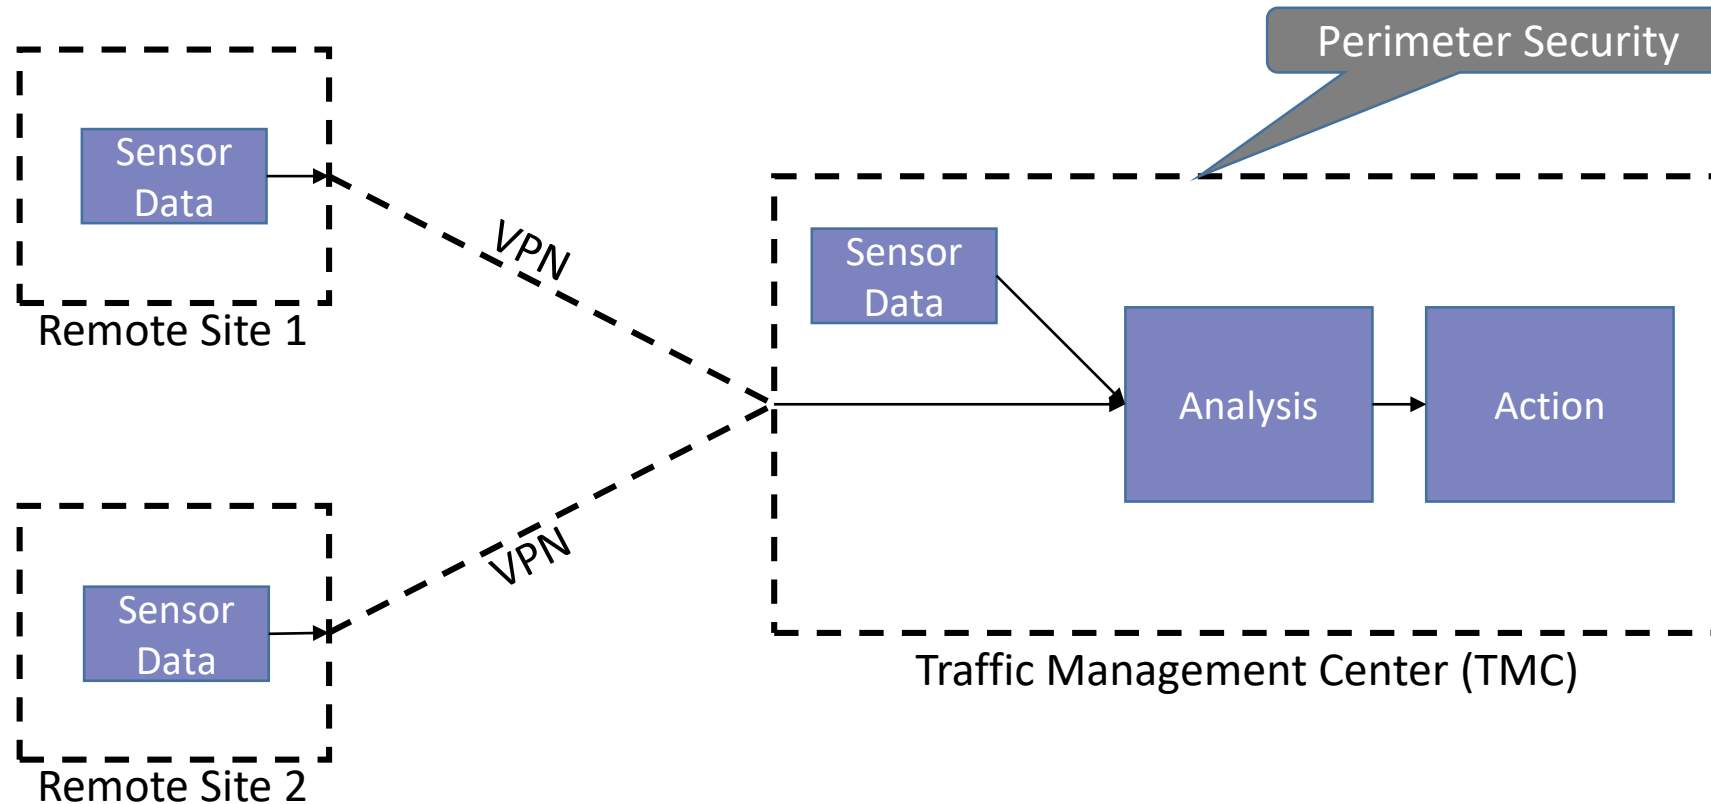 Perimeter Security
Sensor
Data
VPN
Remote Site 1
Sensor
Data
Analysis
Action
VPN
Sensor
Data
Traffic Management Center (TMC)
Remote Site 2